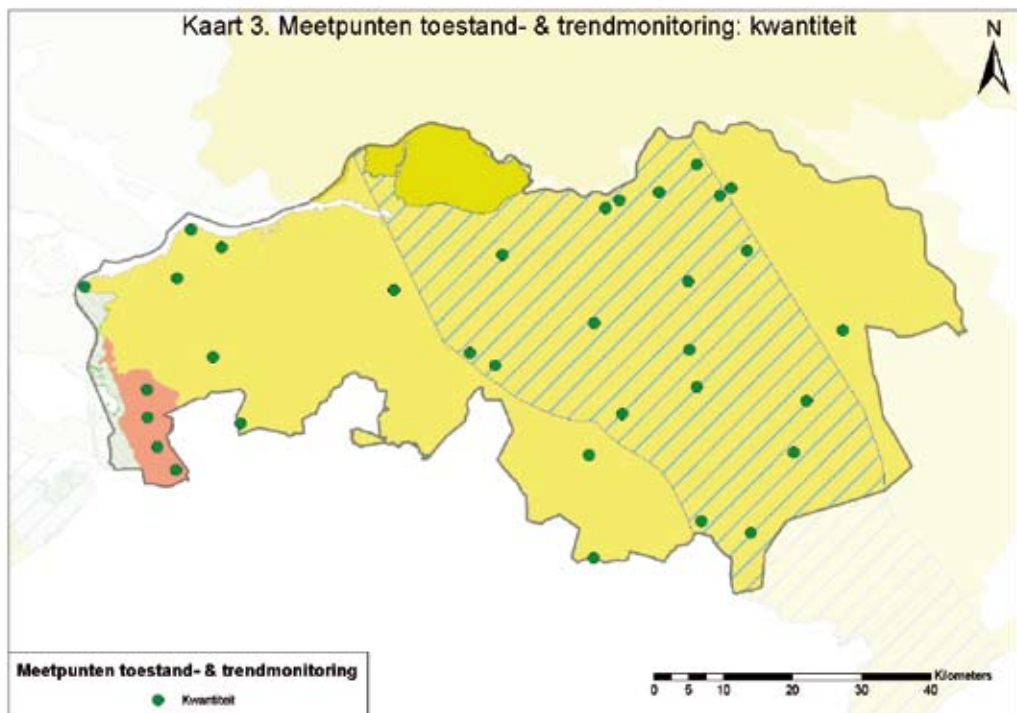 Kaart 3. Meetpunten toestand- & trendmonitoring: kwantiteit
N
Meetpunten toestand- & trendmonitoring
Kwantiteit
Kilometers
0 5 10 20 30 40